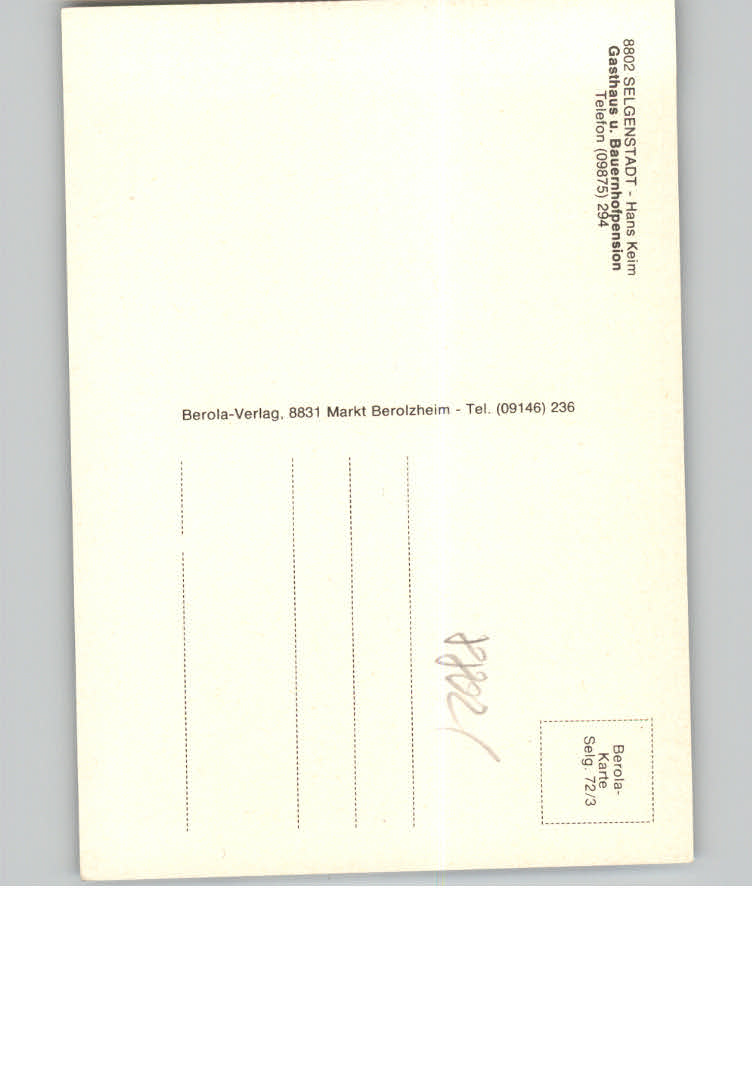 8802 SELGENSTADT - Hans Keim
Gasthaus u. Bauernhofpension
Telefon (09875) 294
Berola-Verlag, 8831 Markt Berolzheim - Tel. (09146) 236
8802/
Berola-
Karte
Selg. 72/3